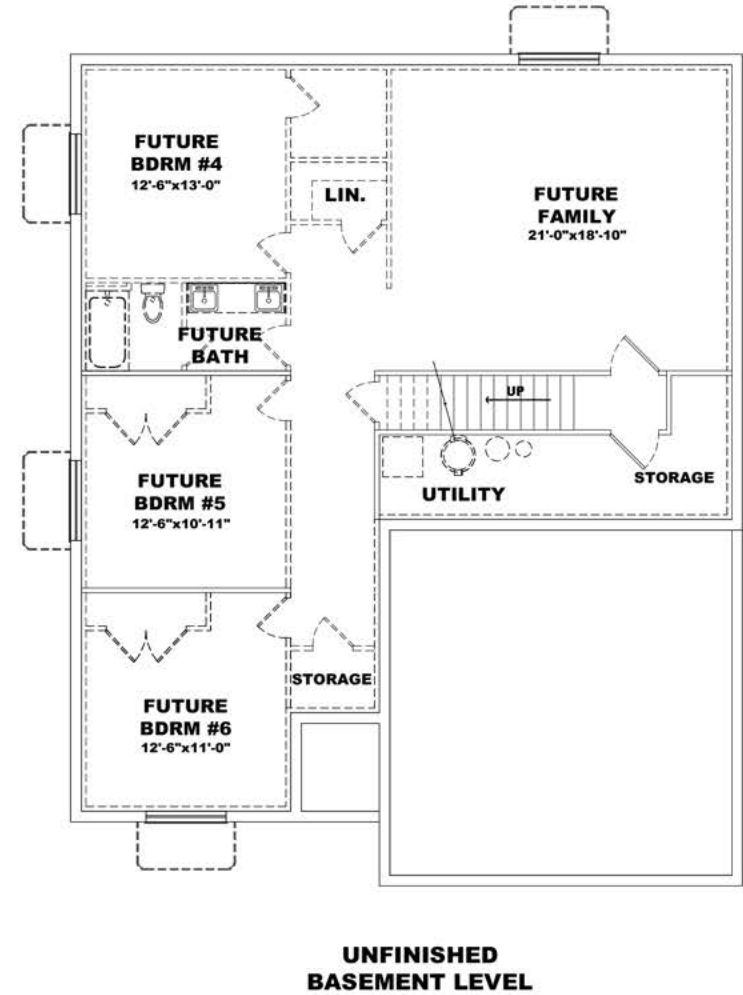 FUTURE
BDRM #4
12'-6"x13'-0"
LIN.
FUTURE
FAMILY
21'-0"x18'-10"
FUTURE
BATH
UP
FUTURE
BDRM #5
12'-6"x10'-11"
UTILITY
STORAGE
STORAGE
FUTURE
BDRM #6
12'-6"x11'-0"
UNFINISHED
BASEMENT LEVEL